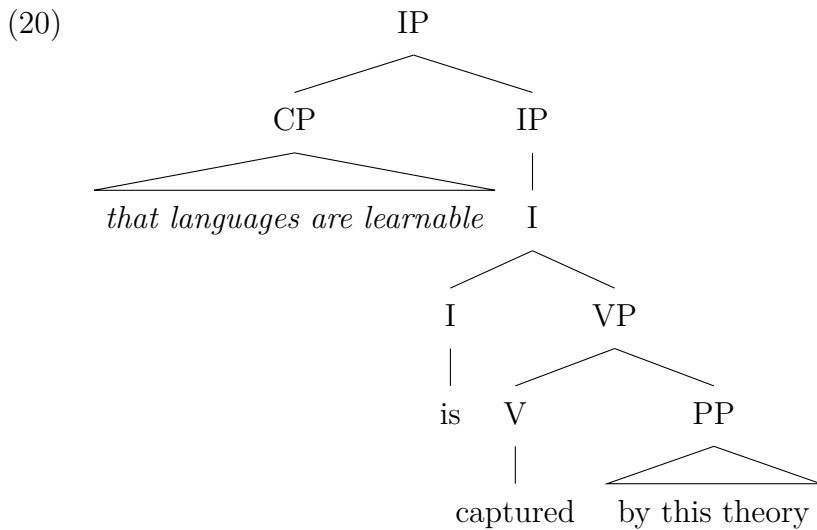 (20) IP
CP IP
that languages are learnable I
I VP
is V PP
captured by this theory